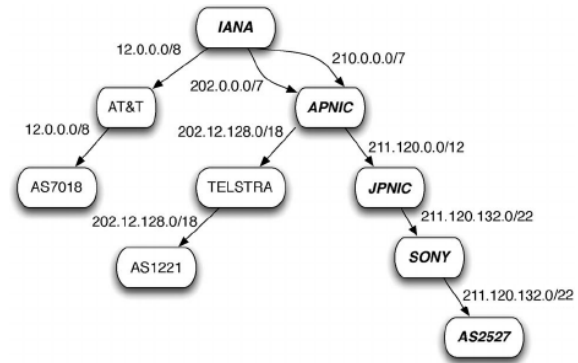 IANA
12.0.0.0/8
210.0.0.0/7
202.0.0.0/7
AT&T
APNIC
12.0.0.0/8
202.12.128.0/18
211.120.0.0/12
AS7018
TELSTRA
JPNIC
202.12.128.0/18
211.120.132.0/22
AS1221
SONY
211.120.132.0/22
AS2527